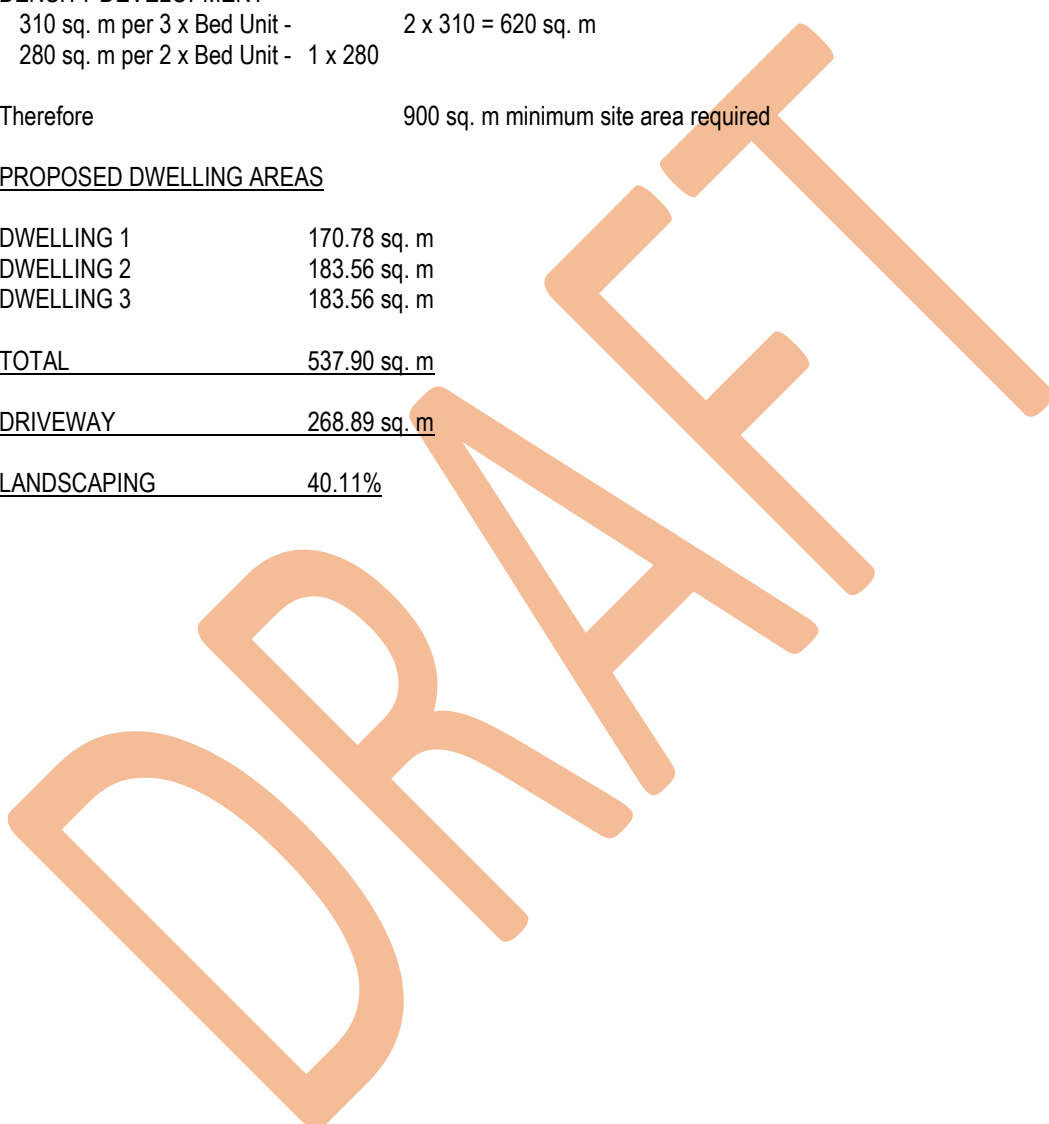 310 sq. m per 3 x Bed Unit - 2 x 310 = 620 sq. m
280 sq. m per 2 x Bed Unit - 1 x 280
Therefore 900 sq. m minimum site area required
PROPOSED DWELLING AREAS
DWELLING 1 170.78 sq. m
DWELLING 2 183.56 sq. m
DWELLING 3 183.56 sq. m
TOTAL 537.90 sq. m
DRIVEWAY 268.89 sq. m
LANDSCAPING 40.11%
DRAFT